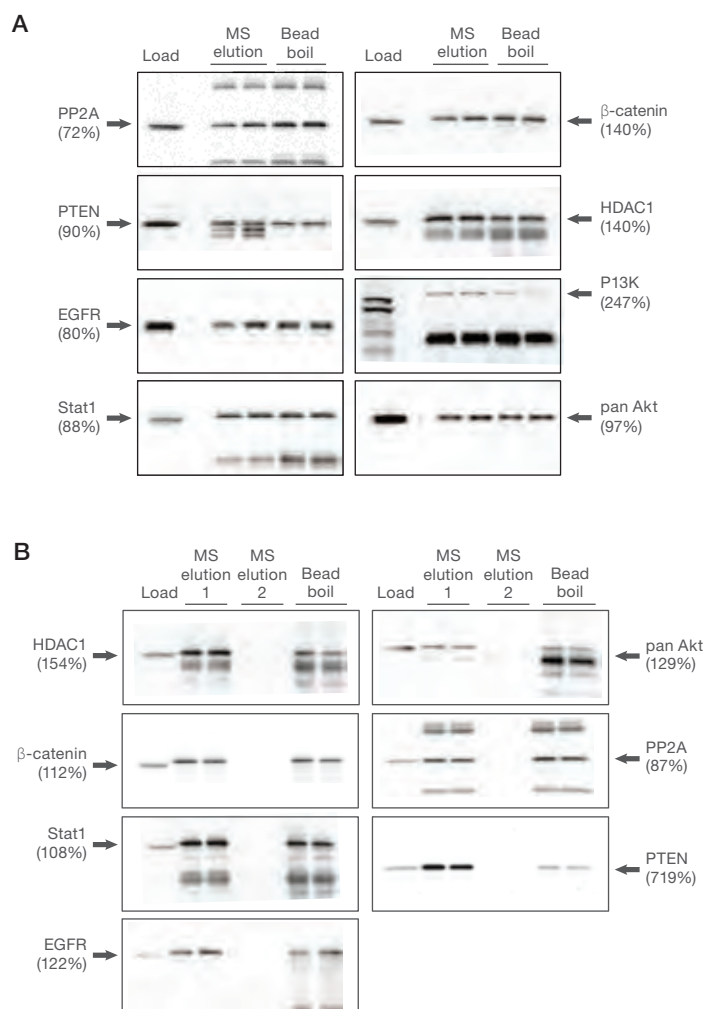 A
Load
MS
elution
Bead
boil
Load
MS
elution
Bead
boil
PP2A
(72%)
β-catenin
(140%)
PTEN
(90%)
HDAC1
(140%)
EGFR
(80%)
P13K
(247%)
Stat1
(88%)
pan Akt
(97%)
B
Load
MS
elution
1
MS
elution
2
Bead
boil
Load
MS
elution
1
MS
elution
2
Bead
boil
HDAC1
(154%)
pan Akt
(129%)
β-catenin
(112%)
PP2A
(87%)
Stat1
(108%)
PTEN
(719%)
EGFR
(122%)